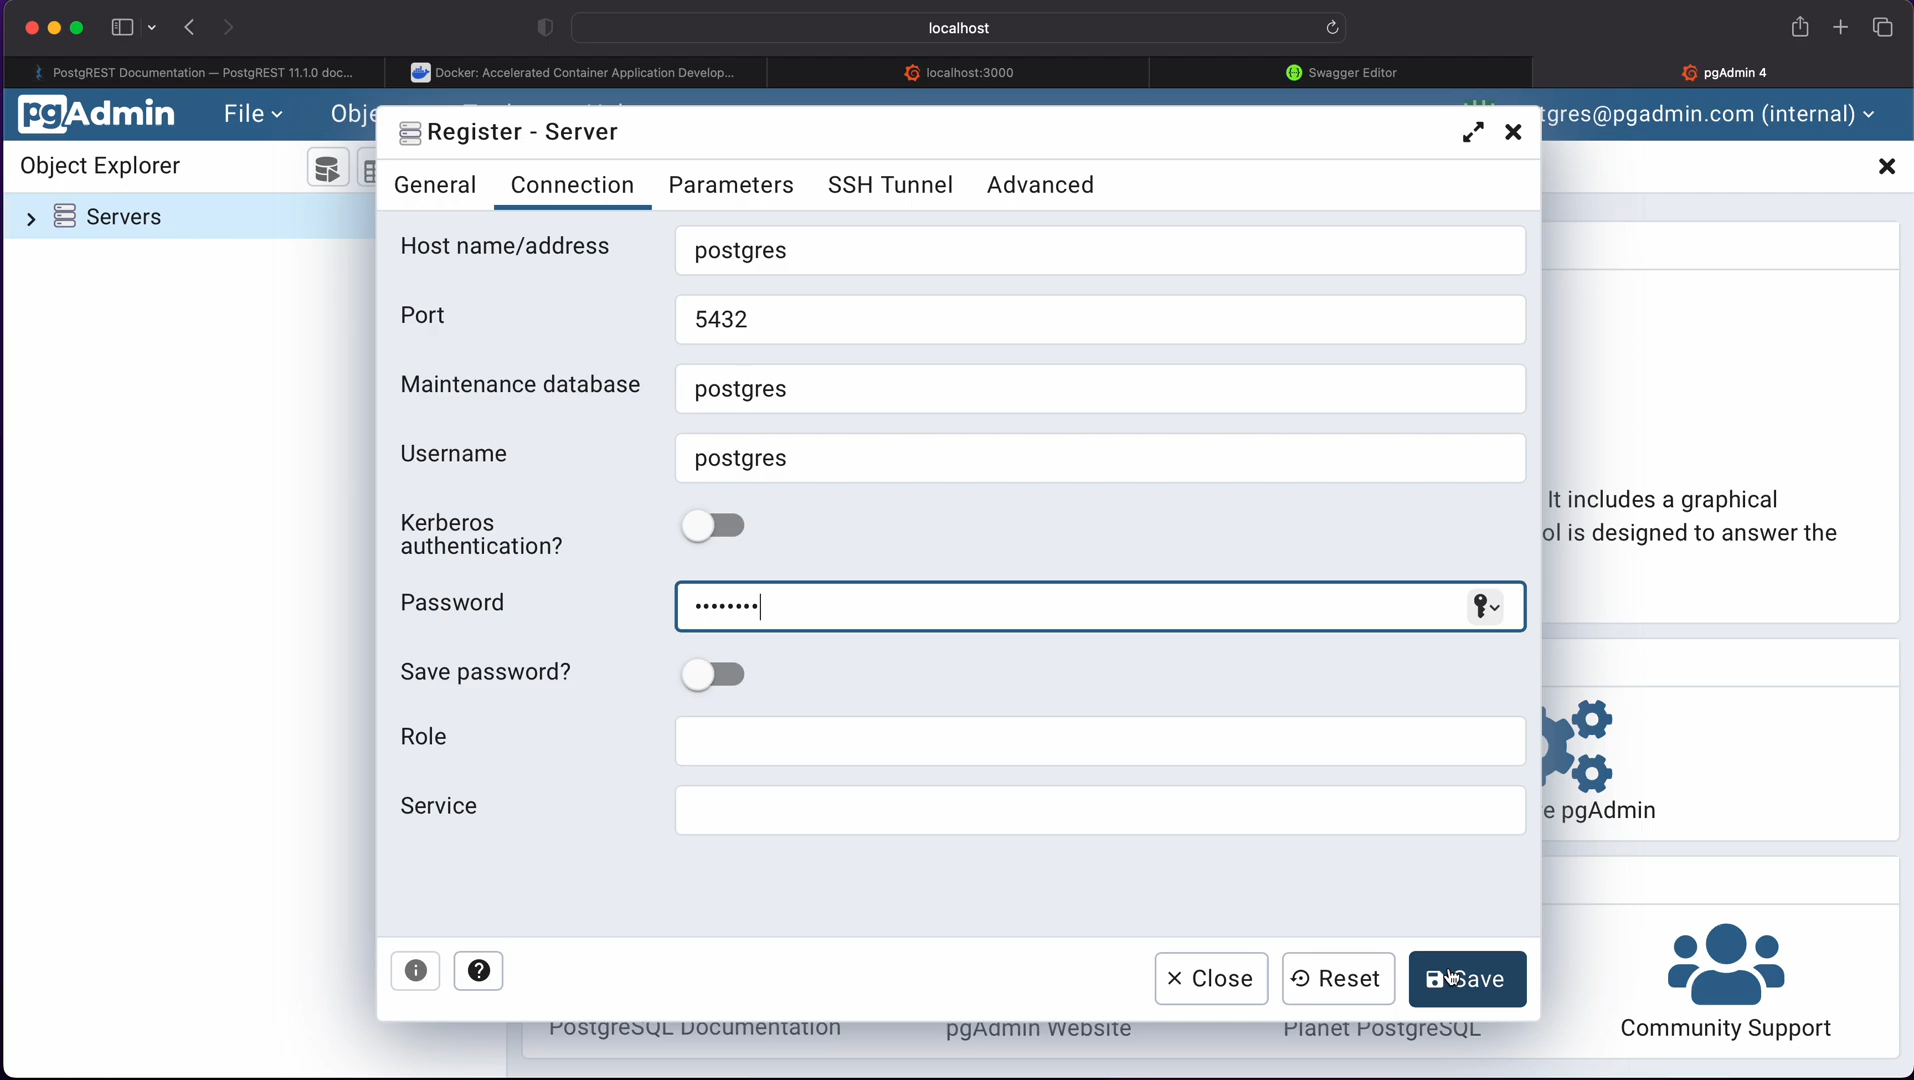 localhost
PostgREST Documentation — PostgREST 11.1.0 doc...
Docker: Accelerated Container Application Develop...
localhost:3000
Swagger Editor
pgAdmin 4
pgAdmin
File
Obje
tgres@pgadmin.com (internal)
Register - Server
Object Explorer
General
Connection
Parameters
SSH Tunnel
Advanced
Servers
Host name/address
postgres
Port
5432
Maintenance database
postgres
Username
postgres
It includes a graphical
ol is designed to answer the
Kerberos
authentication?
Password
••••••••
Save password?
Role
Service
e pgAdmin
Close
Reset
Save
PostgreSQL Documentation
pgAdmin Website
Planet PostgreSQL
Community Support